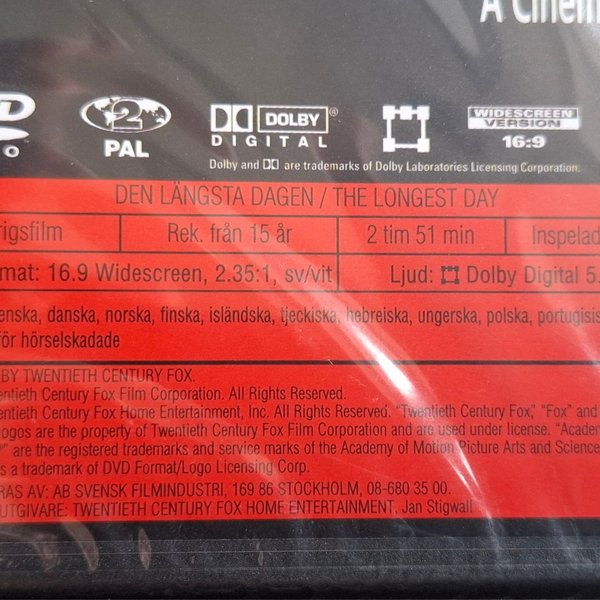 A Cinem
2
PAL
DOLBY®
DIGITAL
WIDESCREEN
VERSION
16:9
Dolby and DD are trademarks of Dolby Laboratories Licensing Corporation.
DEN LÄNGSTA DAGEN / THE LONGEST DAY
rigsfilm Rek. från 15 år 2 tim 51 min Inspelad
mat: 16.9 Widescreen, 2.35:1, sv/vit Ljud: Dolby Digital 5.
enska, danska, norska, finska, isländska, tjeckiska, hebreiska, ungerska, polska, portugisis
för hörselskadade
BY TWENTIETH CENTURY FOX.
entieth Century Fox Film Corporation. All Rights Reserved.
entieth Century Fox Home Entertainment, Inc. All Rights Reserved. "Twentieth Century Fox," "Fox" and
ogos are the property of Twentieth Century Fox Film Corporation and are used under license. "Academ
are the registered trademarks and service marks of the Academy of Motion Picture Arts and Science
s a trademark of DVD Format/Logo Licensing Corp.
RAS AV: AB SVENSK FILMINDUSTRI, 169 86 STOCKHOLM, 08-680 35 00.
UTGIVARE: TWENTIETH CENTURY FOX HOME ENTERTAINMENT. Jan Stigwall